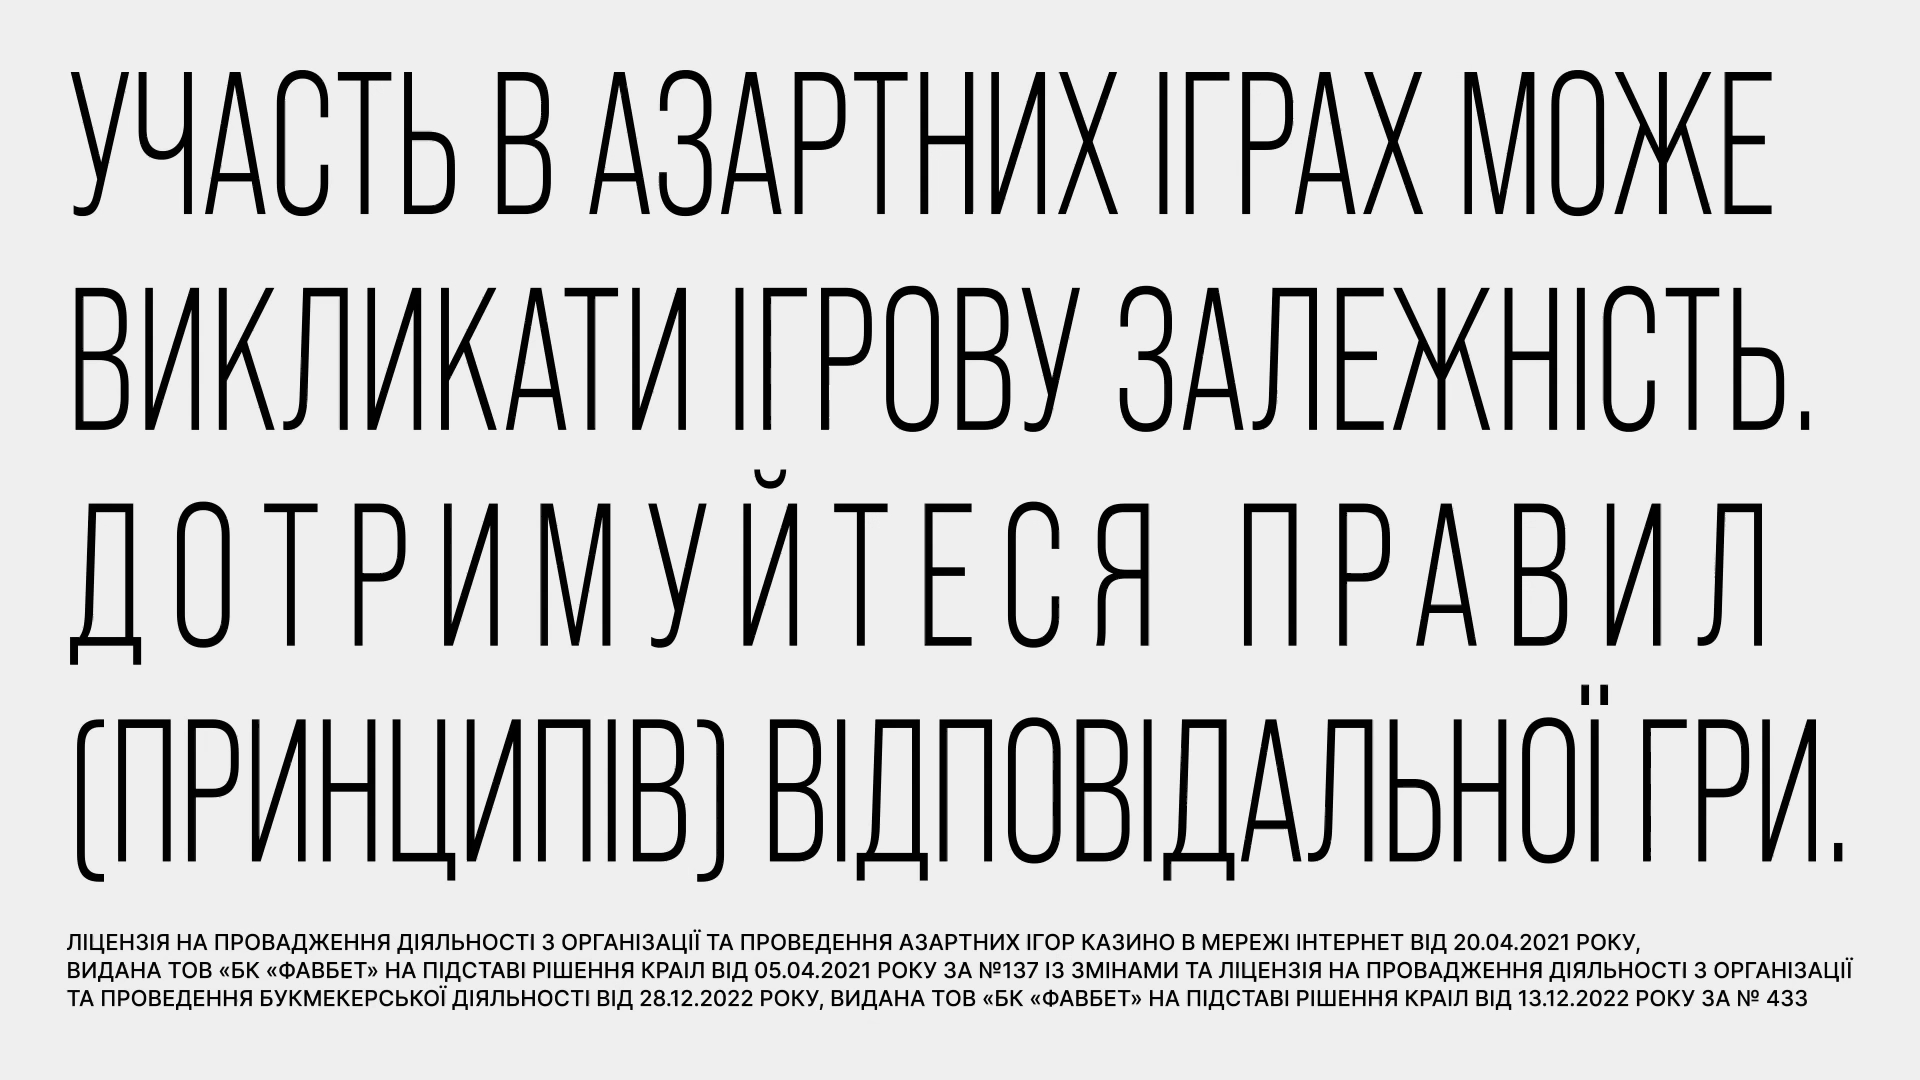 УЧАСТЬ В АЗАРТНИХ ІГРАХ МОЖЕ
ВИКЛИКАТИ ІГРОВУ ЗАЛЕЖНІСТЬ.
ДОТРИМУЙТЕСЯ ПРАВИЛ
(ПРИНЦИПІВ) ВІДПОВІДАЛЬНОЇ ГРИ.
ЛІЦЕНЗІЯ НА ПРОВАДЖЕННЯ ДІЯЛЬНОСТІ З ОРГАНІЗАЦІЇ ТА ПРОВЕДЕННЯ АЗАРТНИХ ІГОР КАЗИНО В МЕРЕЖІ ІНТЕРНЕТ ВІД 20.04.2021 РОКУ,
ВИДАНА ТОВ «БК «ФАВБЕТ» НА ПІДСТАВІ РІШЕННЯ КРАІЛ ВІД 05.04.2021 РОКУ ЗА №137 ІЗ ЗМІНАМИ ТА ЛІЦЕНЗІЯ НА ПРОВАДЖЕННЯ ДІЯЛЬНОСТІ З ОРГАНІЗАЦІЇ
ТА ПРОВЕДЕННЯ БУКМЕКЕРСЬКОЇ ДІЯЛЬНОСТІ ВІД 28.12.2022 РОКУ, ВИДАНА ТОВ «БК «ФАВБЕТ» НА ПІДСТАВІ РІШЕННЯ КРАІЛ ВІД 13.12.2022 РОКУ ЗА № 433